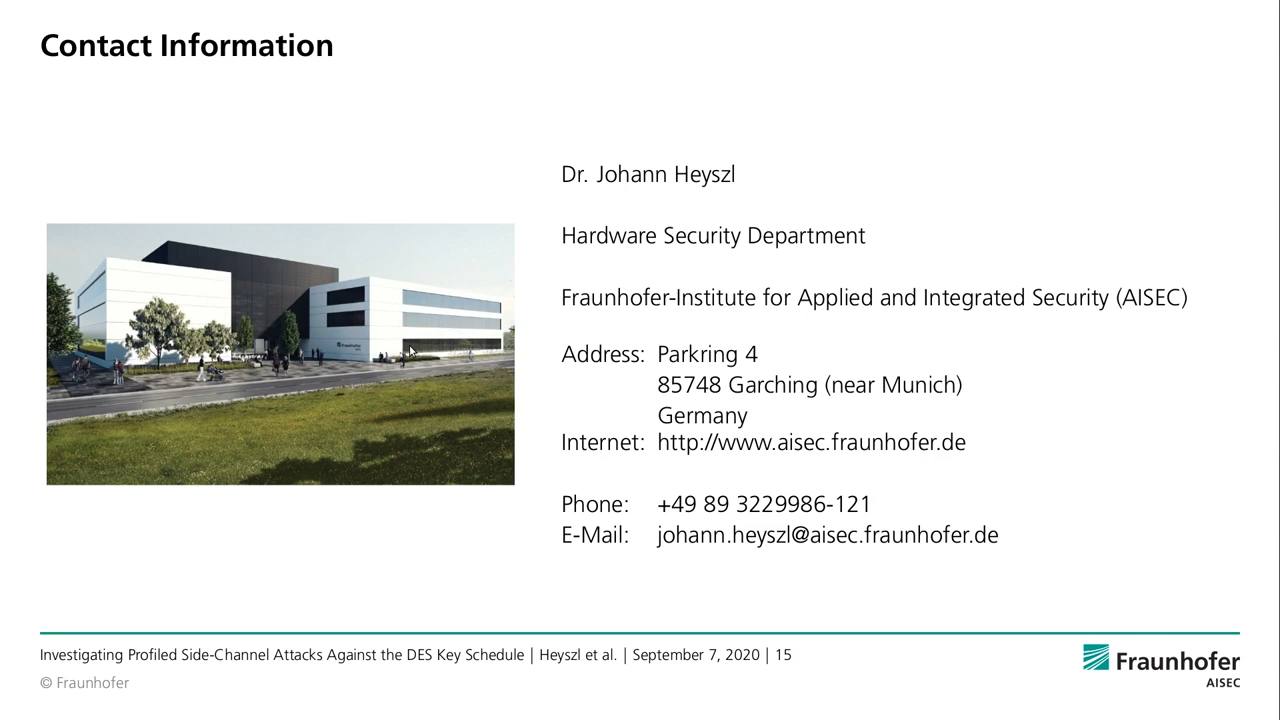 Contact Information
Dr. Johann Heyszl
Hardware Security Department
Fraunhofer-Institute for Applied and Integrated Security (AISEC)
Address: Parkring 4
85748 Garching (near Munich)
Germany
Internet: http://www.aisec.fraunhofer.de
Phone: +49 89 3229986-121
E-Mail: johann.heyszl@aisec.fraunhofer.de
Investigating Profiled Side-Channel Attacks Against the DES Key Schedule | Heyszl et al. | September 7, 2020 | 15
© Fraunhofer
Fraunhofer
AISEC